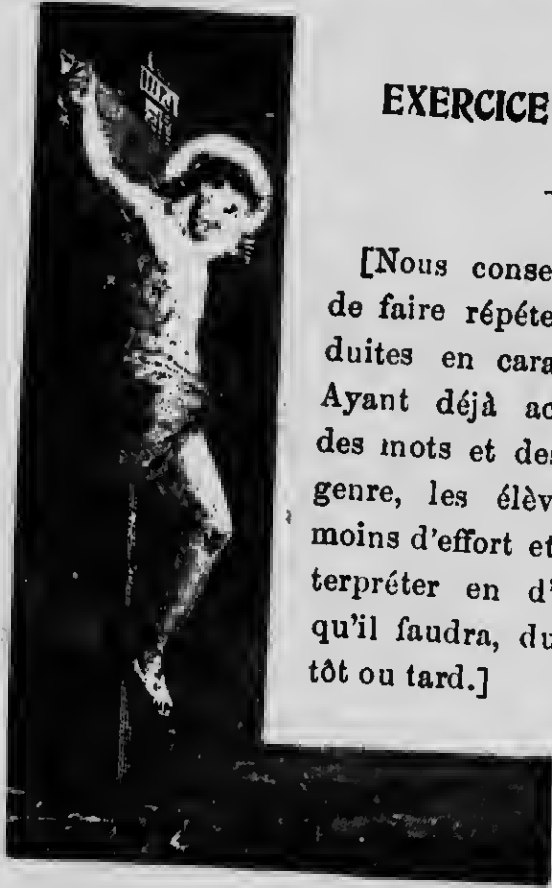 EXERCICE
[Nous conse
de faire répéte
duites en cara
Ayant déjà ac
des mots et des
genre, les élèv
moins d'effort et
terpréter en d'
qu'il faudra, du
tôt ou tard.]